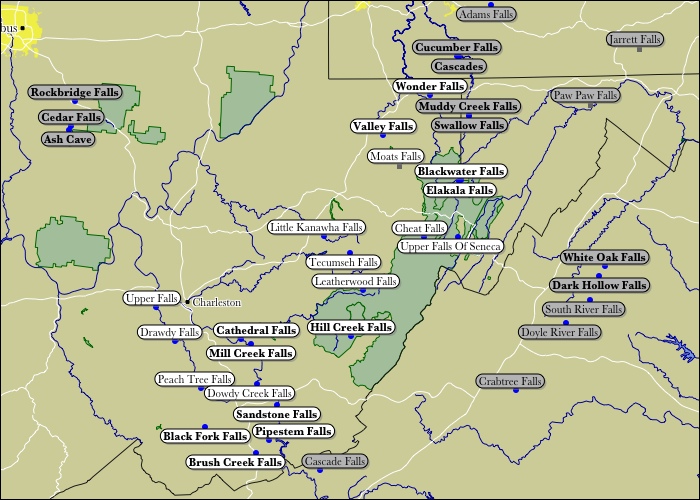 Adams Falls
bus
Jarrett Falls
Cucumber Falls
Cascades
Wonder Falls
Rockbridge Falls
Paw Paw Falls
Muddy Creek Falls
Cedar Falls
Swallow Falls
Valley Falls
Ash Cave
Moats Falls
Blackwater Falls
Elakala Falls
Little Kanawha Falls
Cheat Falls
Upper Falls Of Seneca
White Oak Falls
Tecumseh Falls
Leatherwood Falls
Dark Hollow Falls
Upper Falls
Charleston
South River Falls
Hill Creek Falls
Cathedral Falls
Drawdy Falls
Doyle River Falls
Mill Creek Falls
Peach Tree Falls
Crabtree Falls
Dowdy Creek Falls
Sandstone Falls
Pipestem Falls
Black Fork Falls
Brush Creek Falls
Cascade Falls